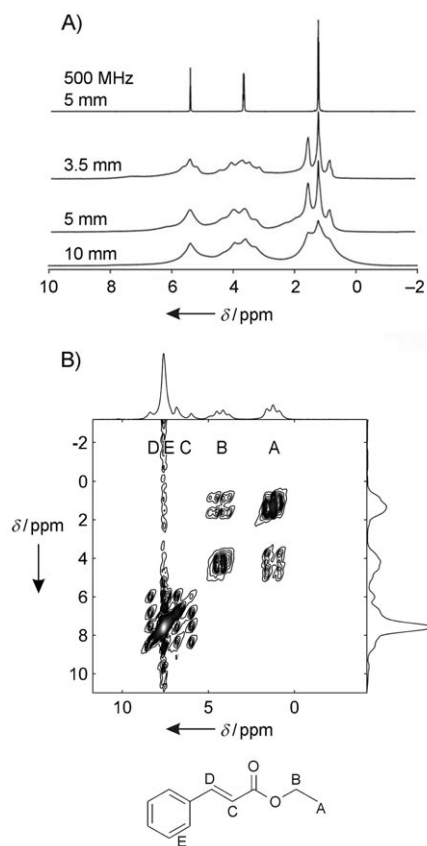 A)
500 MHz
5 mm
3.5 mm
5 mm
10 mm
10 8 6 4 2 0 −2
δ/ppm
B)
D E C B A
-2
0
2
4
6
8
10
δ/ppm
10 5 0
δ/ppm
O
D B
O
C A
E